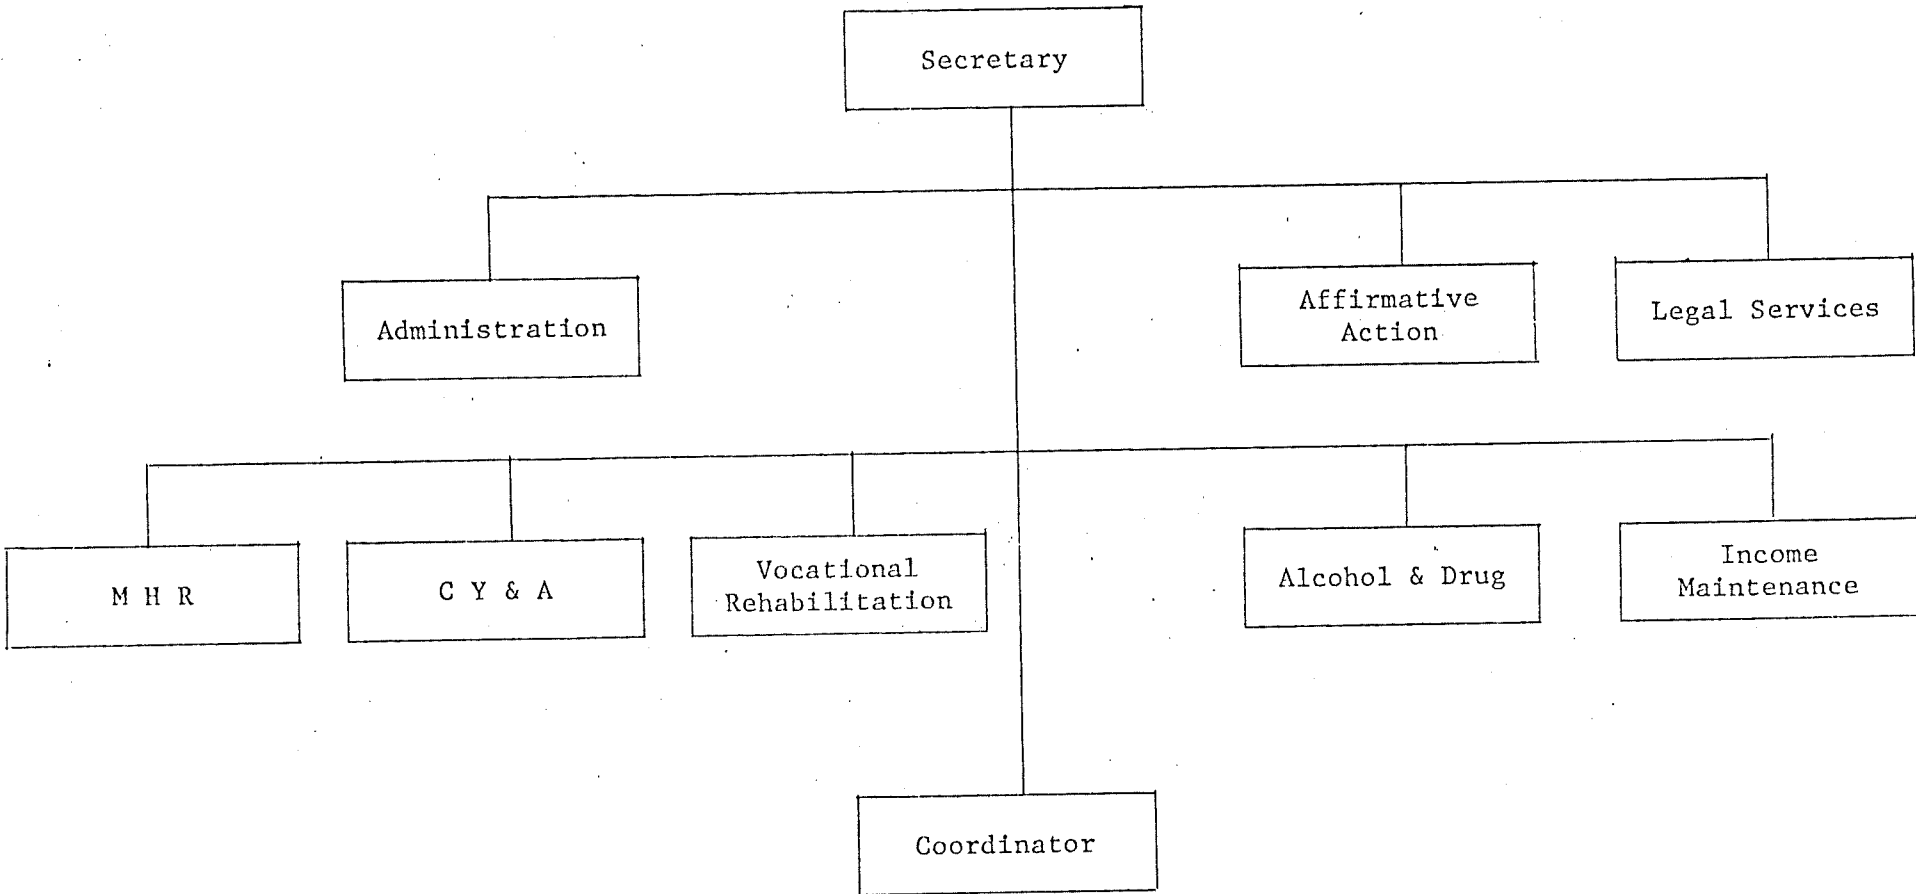 Secretary
Administration
Affirmative
Action
Legal Services
M H R
C Y & A
Vocational
Rehabilitation
Alcohol & Drug
Income
Maintenance
Coordinator